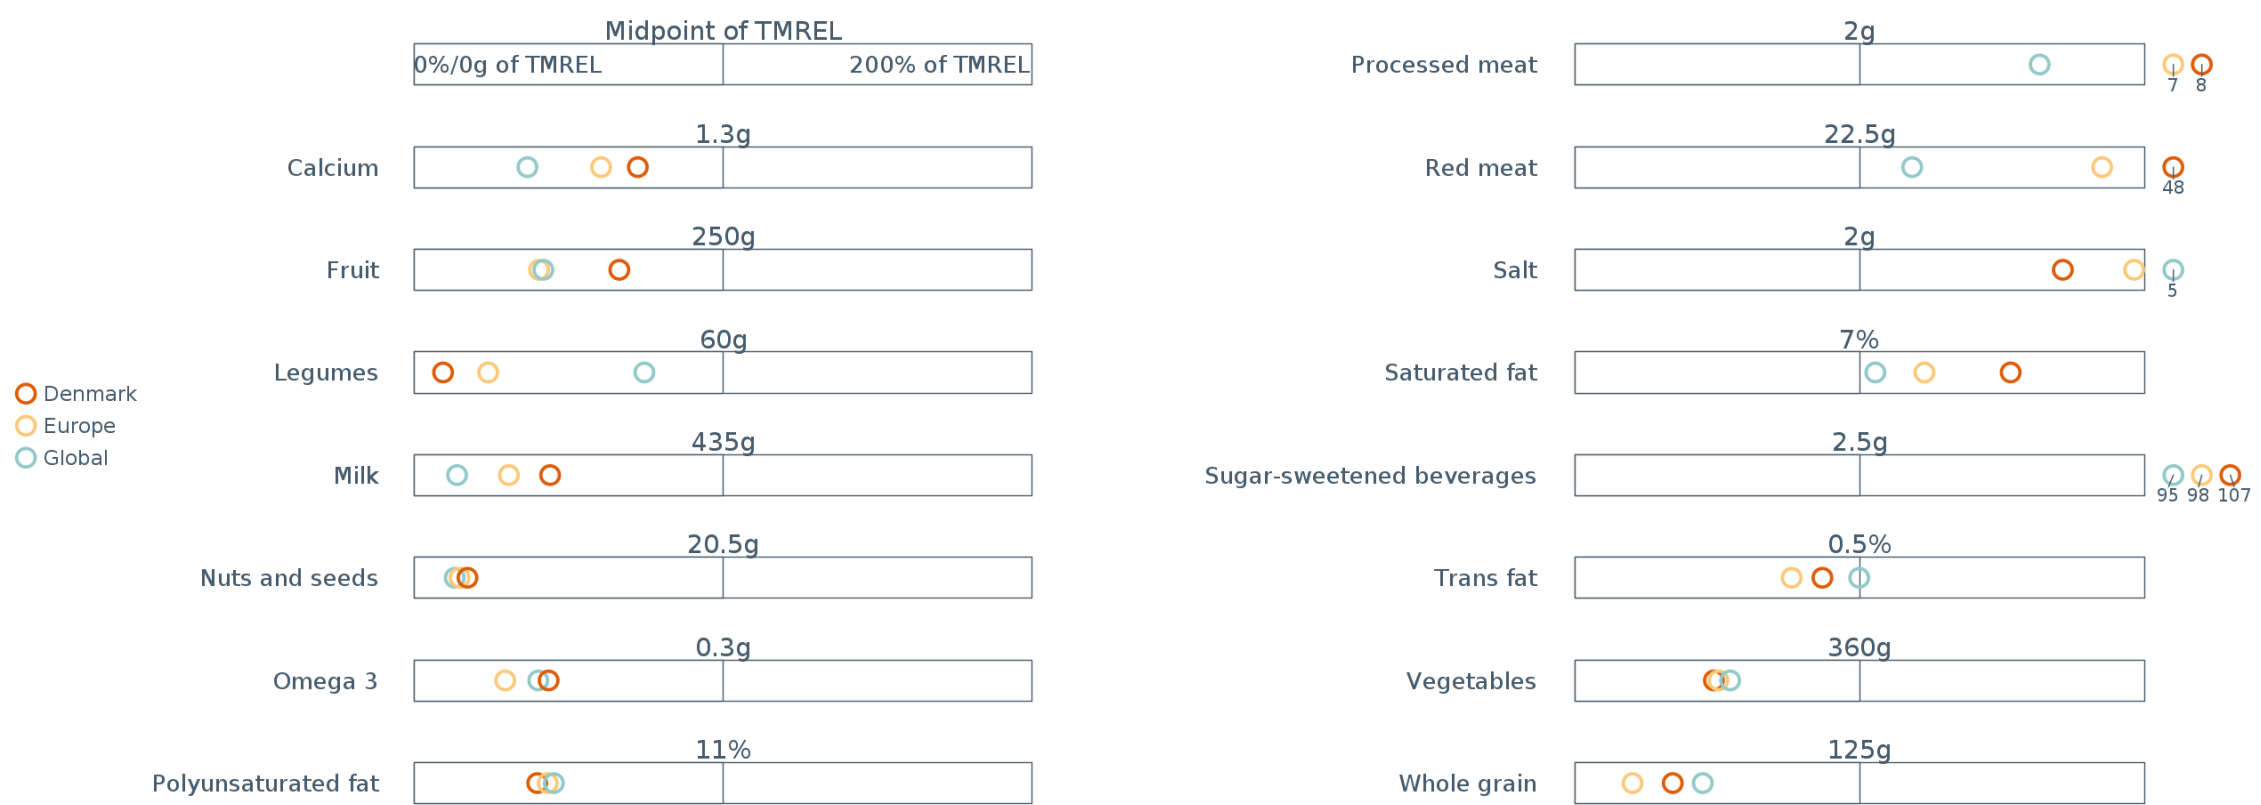 Midpoint of TMREL
0%/0g of TMREL 200% of TMREL
1.3g
Calcium
250g
Fruit
60g
Legumes
435g
Milk
20.5g
Nuts and seeds
0.3g
Omega 3
11%
Polyunsaturated fat
Denmark
Europe
Global
2g
Processed meat
7 8
22.5g
Red meat
48
2g
Salt
5
7%
Saturated fat
2.5g
Sugar-sweetened beverages
95 98 107
0.5%
Trans fat
360g
Vegetables
125g
Whole grain